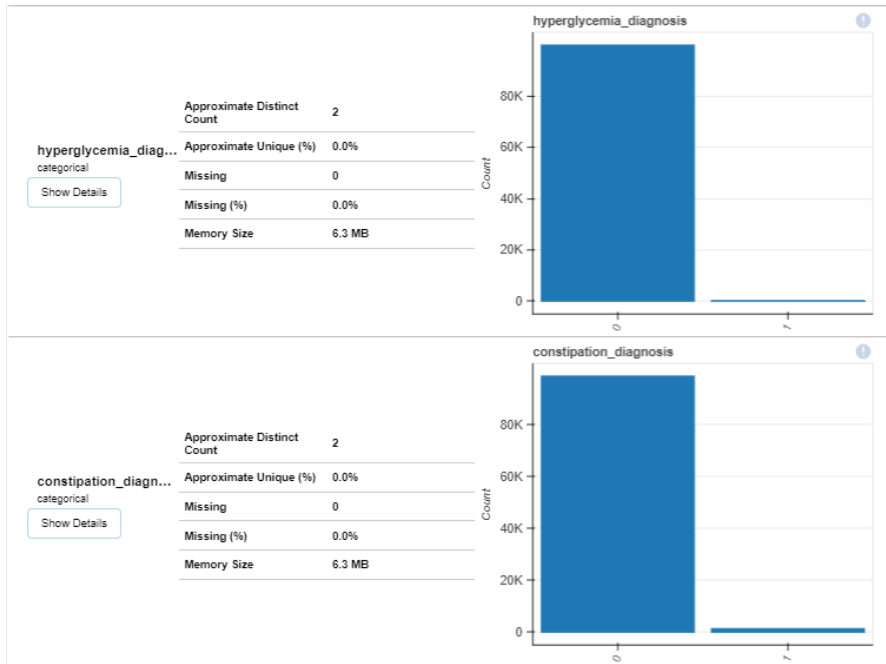 hyperglycemia_diagnosis
Approximate Distinct
Count
2
hyperglycemia_diag...
categorical
Show Details
Approximate Unique (%) 0.0%
Missing 0
Missing (%) 0.0%
Memory Size 6.3 MB
Count
80K
60K
40K
20K
0
0 1
constipation_diagnosis
Approximate Distinct
Count
2
constipation_diagn...
categorical
Show Details
Approximate Unique (%) 0.0%
Missing 0
Missing (%) 0.0%
Memory Size 6.3 MB
Count
80K
60K
40K
20K
0
0 1